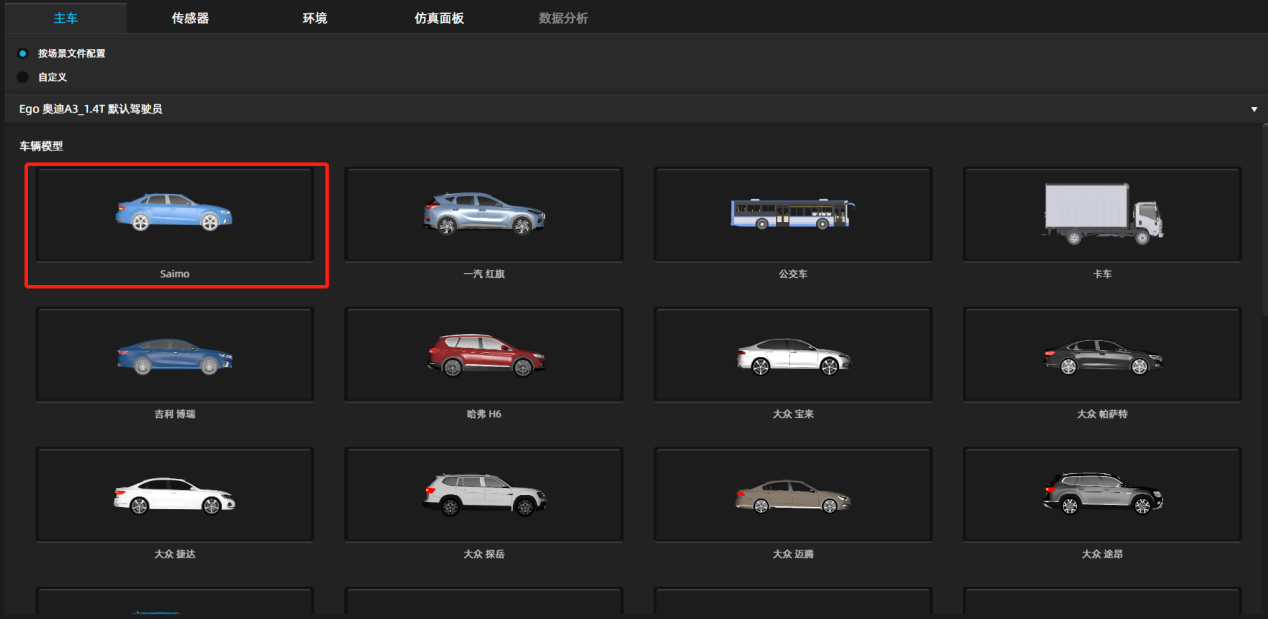 主车 传感器 环境 仿真面板 数据分析
按场景文件配置
自定义
Ego 奥迪A3_1.4T 默认驾驶员
车辆模型
Saimo 一汽 红旗 公交车 卡车
吉利 博瑞 哈弗 H6 大众 宝来 大众 帕萨特
大众 捷达 大众 探岳 大众 迈腾 大众 途昂